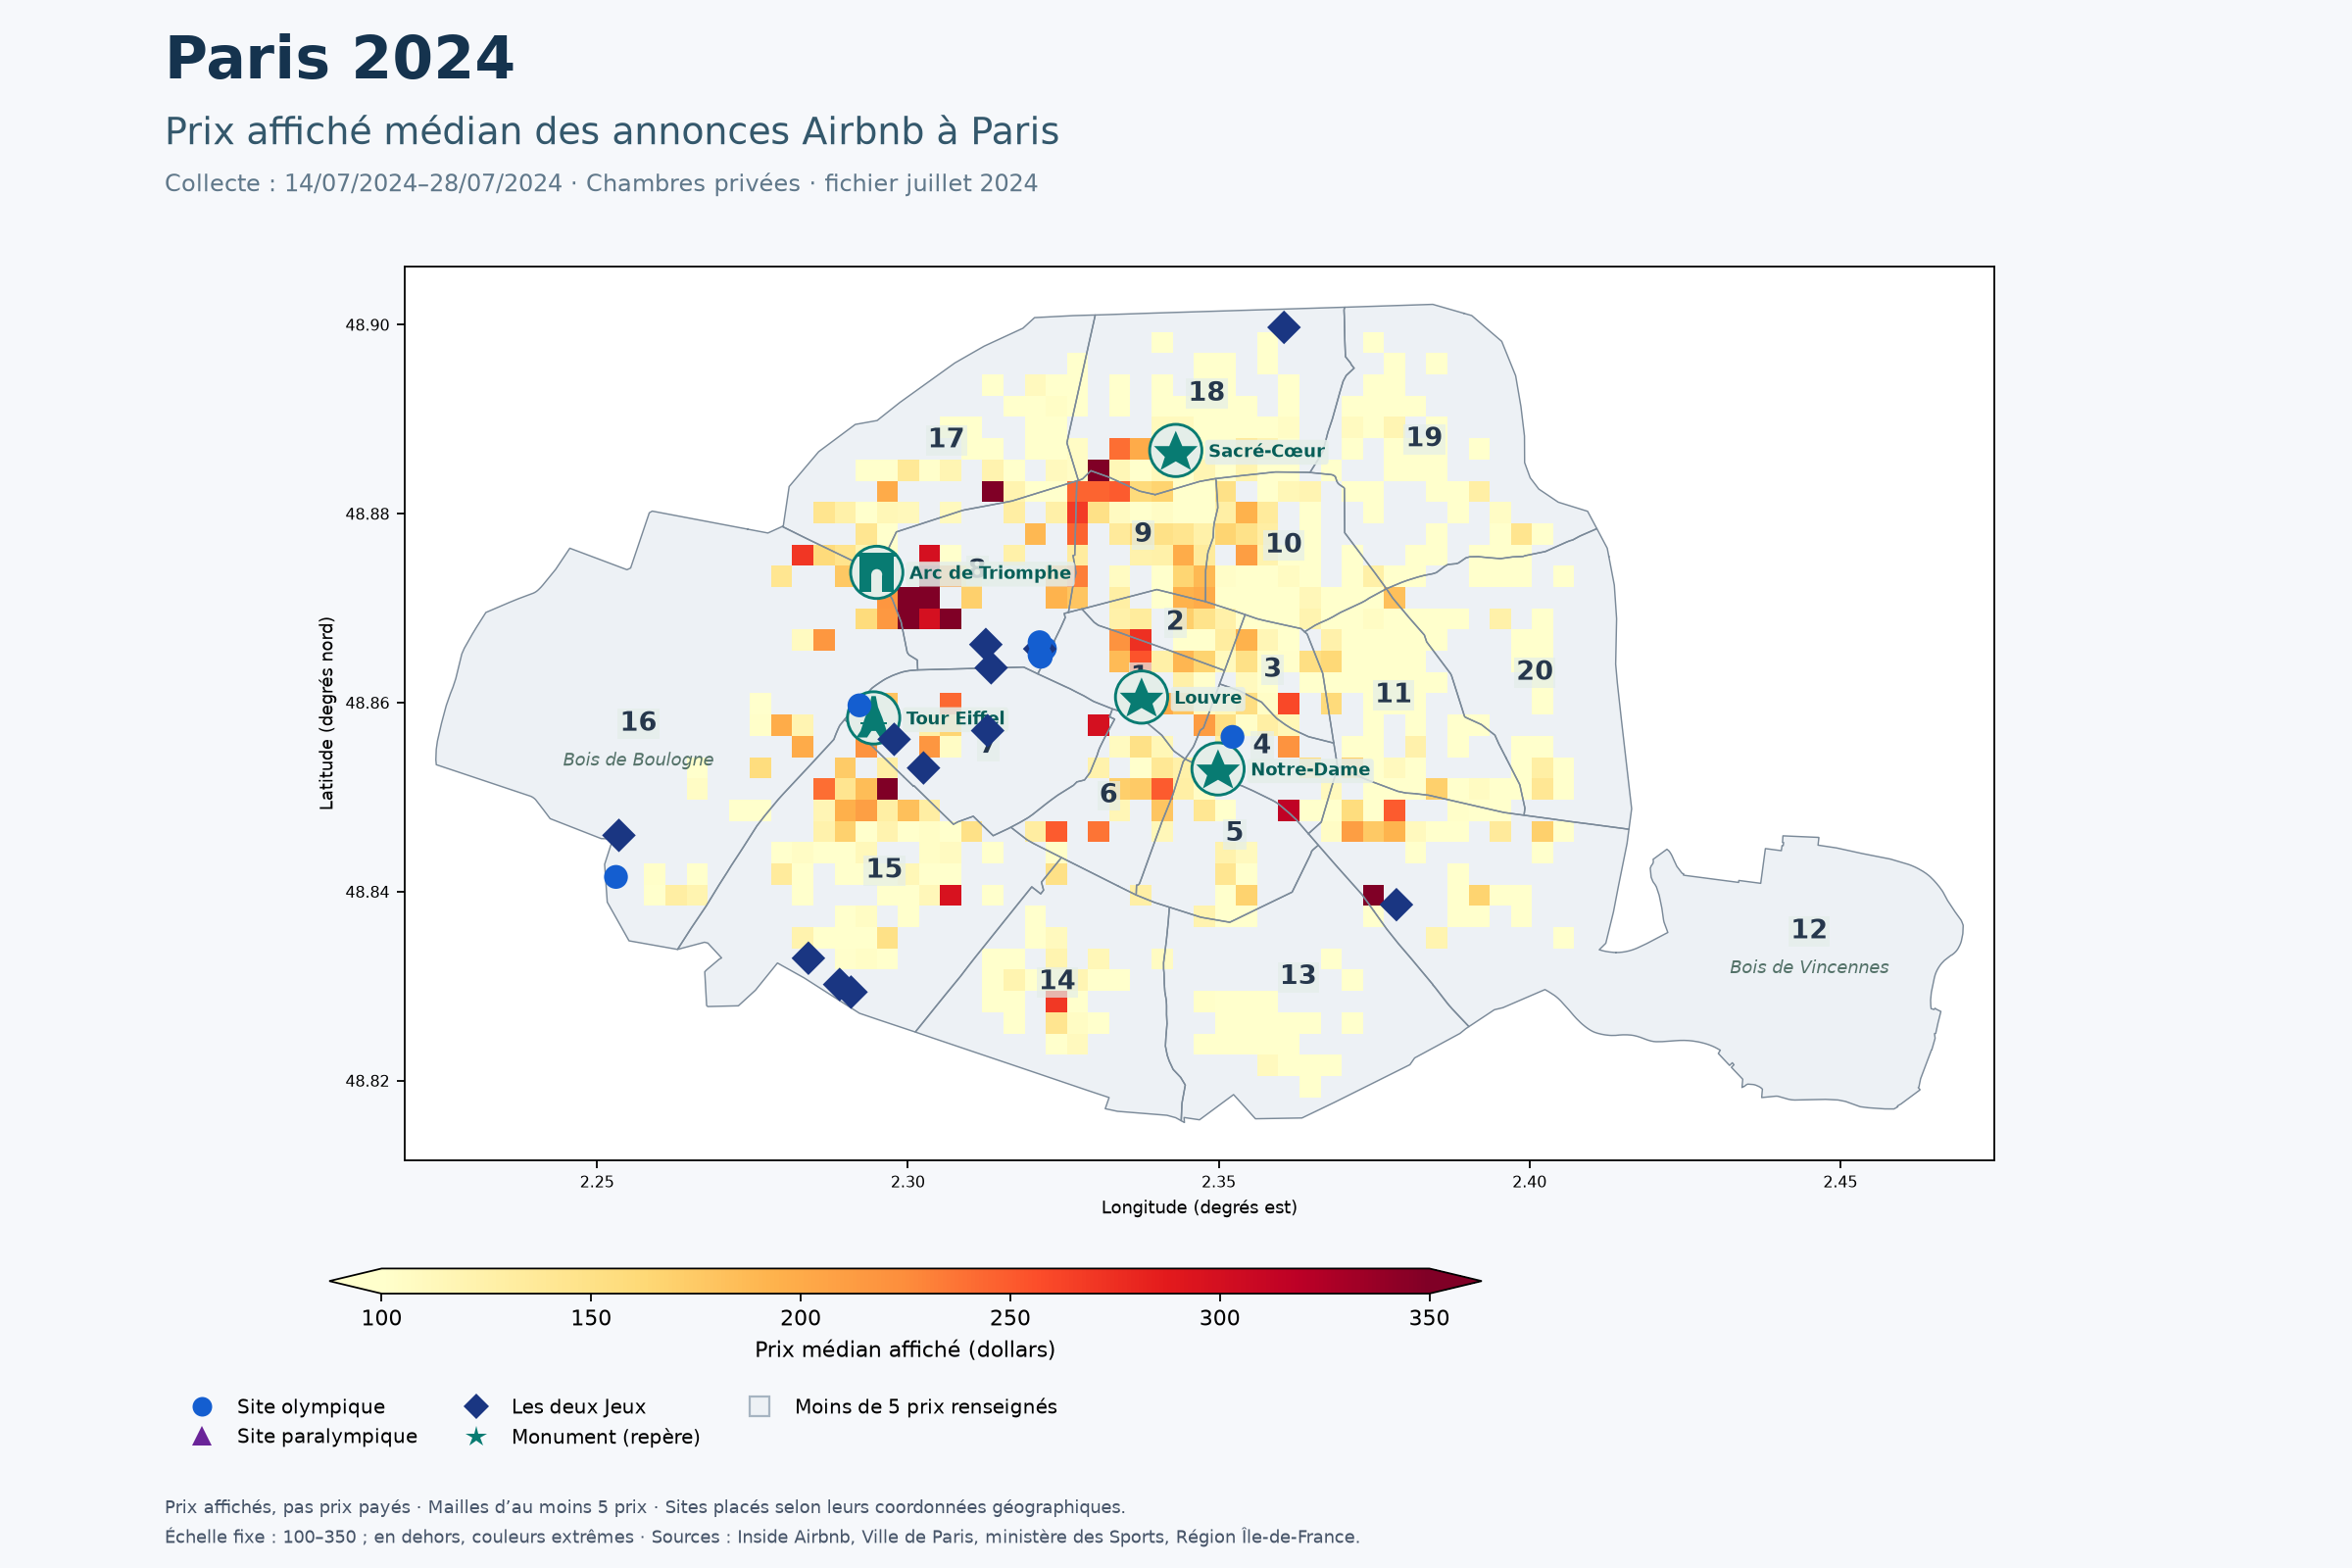 Paris 2024
Prix affiché médian des annonces Airbnb à Paris
Collecte : 14/07/2024–28/07/2024 · Chambres privées · fichier juillet 2024
48.90
48.88
48.86
48.84
48.82
Latitude (degrés nord)
18
17
19
Sacré-Cœur
9
10
8
Arc de Triomphe
2
3
20
1
11
Louvre
16
Tour Eiffel
4
7
Bois de Boulogne
Notre-Dame
6
5
15
12
Bois de Vincennes
14
13
2.25
2.30
2.35
2.40
2.45
Longitude (degrés est)
100
150
200
250
300
350
Prix médian affiché (dollars)
Site olympique
Les deux Jeux
Moins de 5 prix renseignés
Site paralympique
Monument (repère)
Prix affichés, pas prix payés · Mailles d’au moins 5 prix · Sites placés selon leurs coordonnées géographiques.
Échelle fixe : 100–350 ; en dehors, couleurs extrêmes · Sources : Inside Airbnb, Ville de Paris, ministère des Sports, Région Île-de-France.